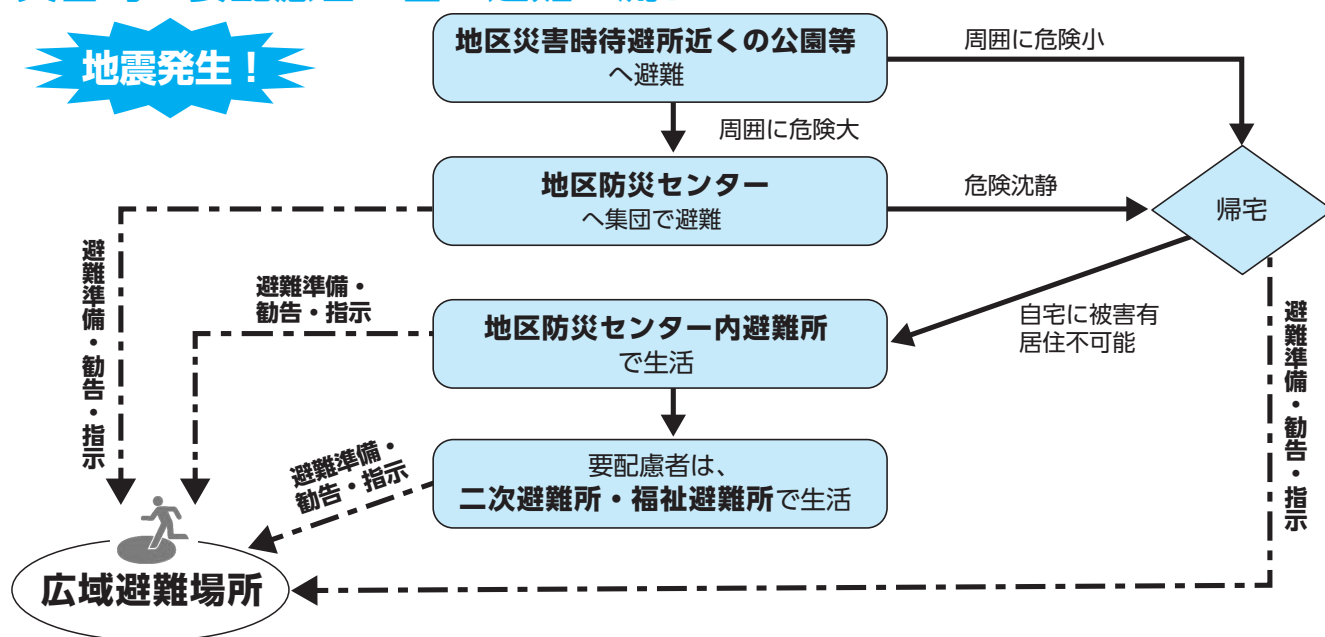 地震発生！
地区災害時待避所近くの公園等
へ避難
周囲に危険小
周囲に危険大
地区防災センター
へ集団で避難
危険沈静
帰宅
避難準備・勧告・指示
避難準備・
勧告・指示
地区防災センター内避難所
で生活
自宅に被害有
居住不可能
避難準備・勧告・指示
避難準備・
勧告・指示
要配慮者は、
二次避難所・福祉避難所で生活
広域避難場所